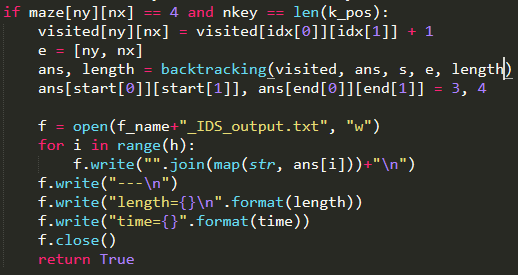 if maze[ny][nx] == 4 and nkey == len(k_pos):
    visited[ny][nx] = visited[idx[0]][idx[1]] + 1
    e = [ny, nx]
    ans, length = backtracking(visited, ans, s, e, length)
    ans[start[0]][start[1]], ans[end[0]][end[1]] = 3, 4

    f = open(f_name+"_IDS_output.txt", "w")
    for i in range(h):
        f.write("".join(map(str, ans[i]))+"\n")
    f.write("---\n")
    f.write("length={}\n".format(length))
    f.write("time={}".format(time))
    f.close()
    return True